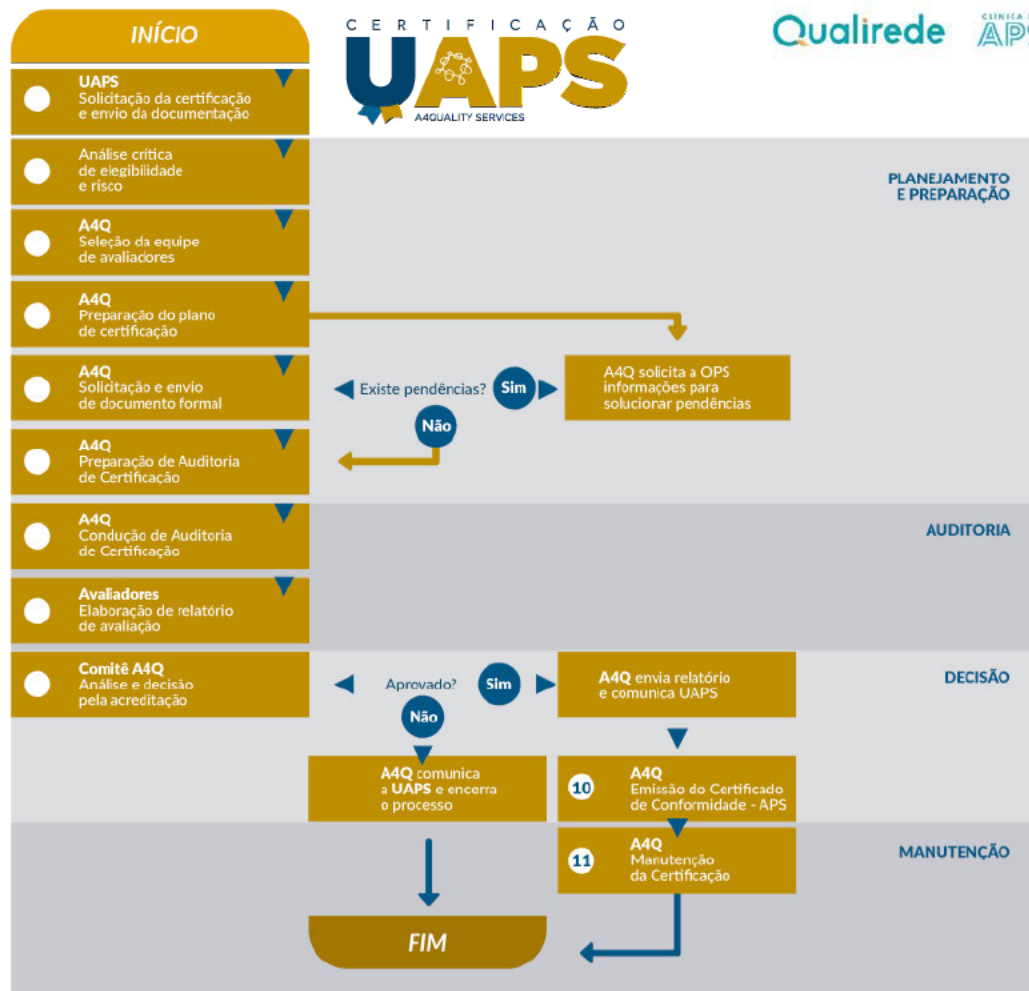 INÍCIO
CERTIFICAÇÃO
UAPS
A4QUALITY SERVICES
Qualirede
CLÍNICA
APS
UAPS
Solicitação da certificação
e envio da documentação
Análise crítica
de elegibilidade
e risco
PLANEJAMENTO
E PREPARAÇÃO
A4Q
Seleção da equipe
de avaliadores
A4Q
Preparação do plano
de certificação
A4Q
Solicitação e envio
de documento formal
Existe pendências?
Sim
Não
A4Q solicita a OPS
informações para
solucionar pendências
A4Q
Preparação de Auditoria
de Certificação
A4Q
Condução de Auditoria
de Certificação
AUDITORIA
Avaliadores
Elaboração de relatório
de avaliação
Comitê A4Q
Análise e decisão
pela acreditação
Aprovado?
Sim
Não
A4Q envia relatório
e comunica UAPS
DECISÃO
A4Q comunica
a UAPS e encerra
o processo
10
A4Q
Emissão do Certificado
de Conformidade - APS
11
A4Q
Manutenção
da Certificação
MANUTENÇÃO
FIM